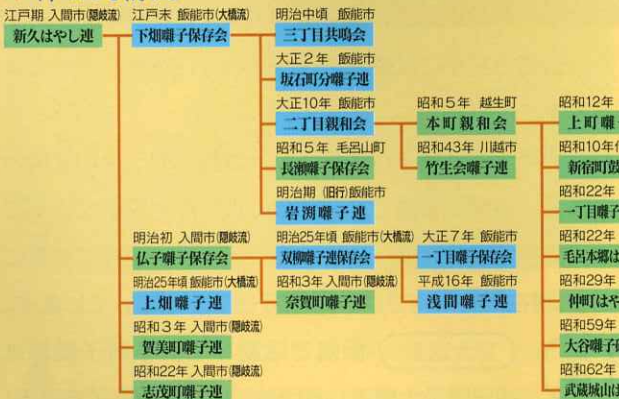 江戸期 入間市(隠岐流)
新久はやし連
江戸末 飯能市(大橋流)
下畑囃子保存会
明治中頃 飯能市
三丁目共鳴会
大正2年 飯能市
坂石町分囃子連
大正10年 飯能市
二丁目親和会
昭和5年 越生町
本町親和会
昭和12年
上町囃
昭和10年
新宿町鼓
昭和22年
一丁目囃子
昭和22年
毛呂本郷は
昭和29年
仲町はや
昭和59年
大谷囃子
昭和62年
武蔵城山は
昭和43年 川越市
竹生会囃子連
昭和5年 毛呂山町
長瀬囃子保存会
明治期 (旧行)飯能市
岩渕囃子連
明治初 入間市(隠岐流)
仏子囃子保存会
明治25年頃 飯能市(大橋流)
双柳囃子連保存会
大正7年 飯能市
一丁目囃子保存会
昭和3年 入間市(隠岐流)
奈賀町囃子連
平成16年 飯能市
浅間囃子連
明治25年頃 飯能市(大橋流)
上畑囃子連
昭和3年 入間市(隠岐流)
賀美町囃子連
昭和22年 入間市(隠岐流)
志茂町囃子連